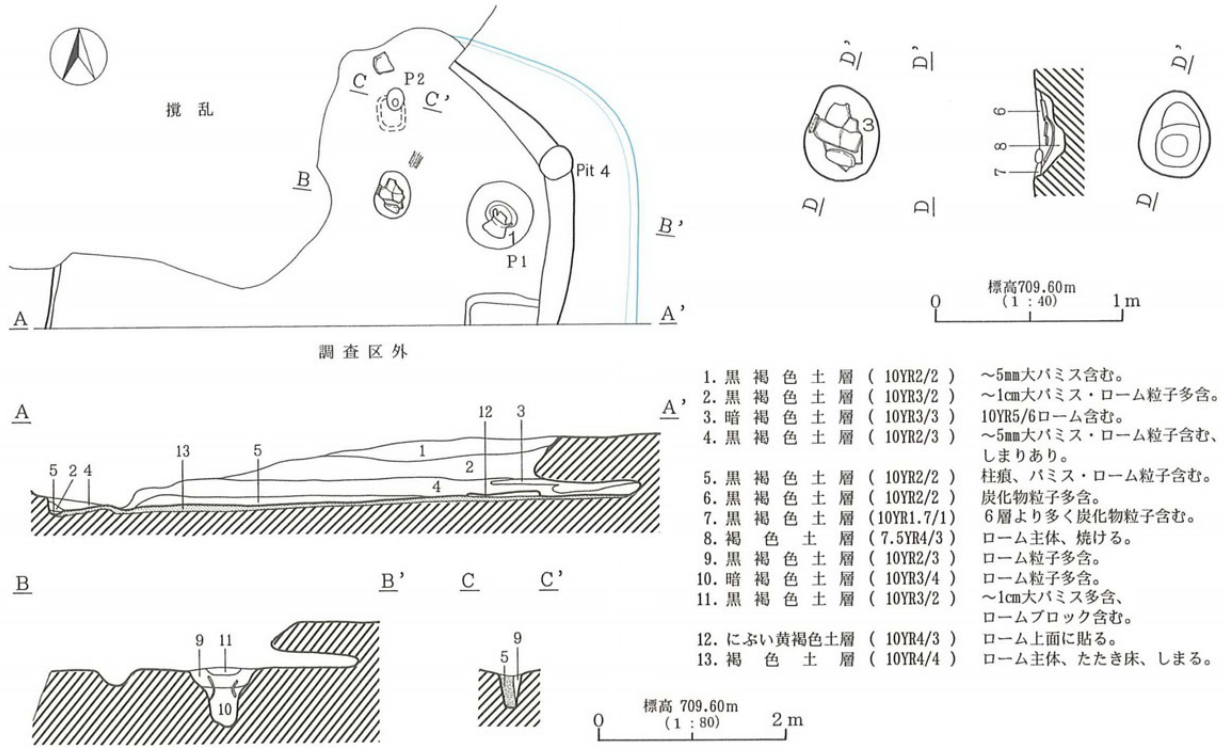 撹乱
C
P2
C'
B
Pit 4
1
P1
B'
A
A'
調査区外
D'
D'
D'
3
6
8
7
D
D
D
標高709.60m
(1:40)
0 1m
A
A'
12 3
13 5 1
5 2 4 2
4
B
B'
C
C'
9 11
10
9
5
標高 709.60m
(1:80)
0 2m
1. 黒褐色土層 (10YR2/2) ～5㎜大パミス含む。
2. 黒褐色土層 (10YR3/2) ～1cm大パミス・ローム粒子多含。
3. 暗褐色土層 (10YR3/3) 10YR5/6ローム含む。
4. 黒褐色土層 (10YR2/3) ～5㎜大パミス・ローム粒子含む、
しまりあり。
5. 黒褐色土層 (10YR2/2) 柱痕、パミス・ローム粒子含む。
6. 黒褐色土層 (10YR2/2) 炭化物粒子多含。
7. 黒褐色土層 (10YR1.7/1) 6層より多く炭化物粒子含む。
8. 褐色土層 (7.5YR4/3) ローム主体、焼ける。
9. 黒褐色土層 (10YR2/3) ローム粒子多含。
10. 暗褐色土層 (10YR3/4) ローム粒子多含。
11. 黒褐色土層 (10YR3/2) ～1cm大パミス多含、
ロームブロック含む。
12. にぶい黄褐色土層 (10YR4/3) ローム上面に貼る。
13. 褐色土層 (10YR4/4) ローム主体、たたき床、しまる。